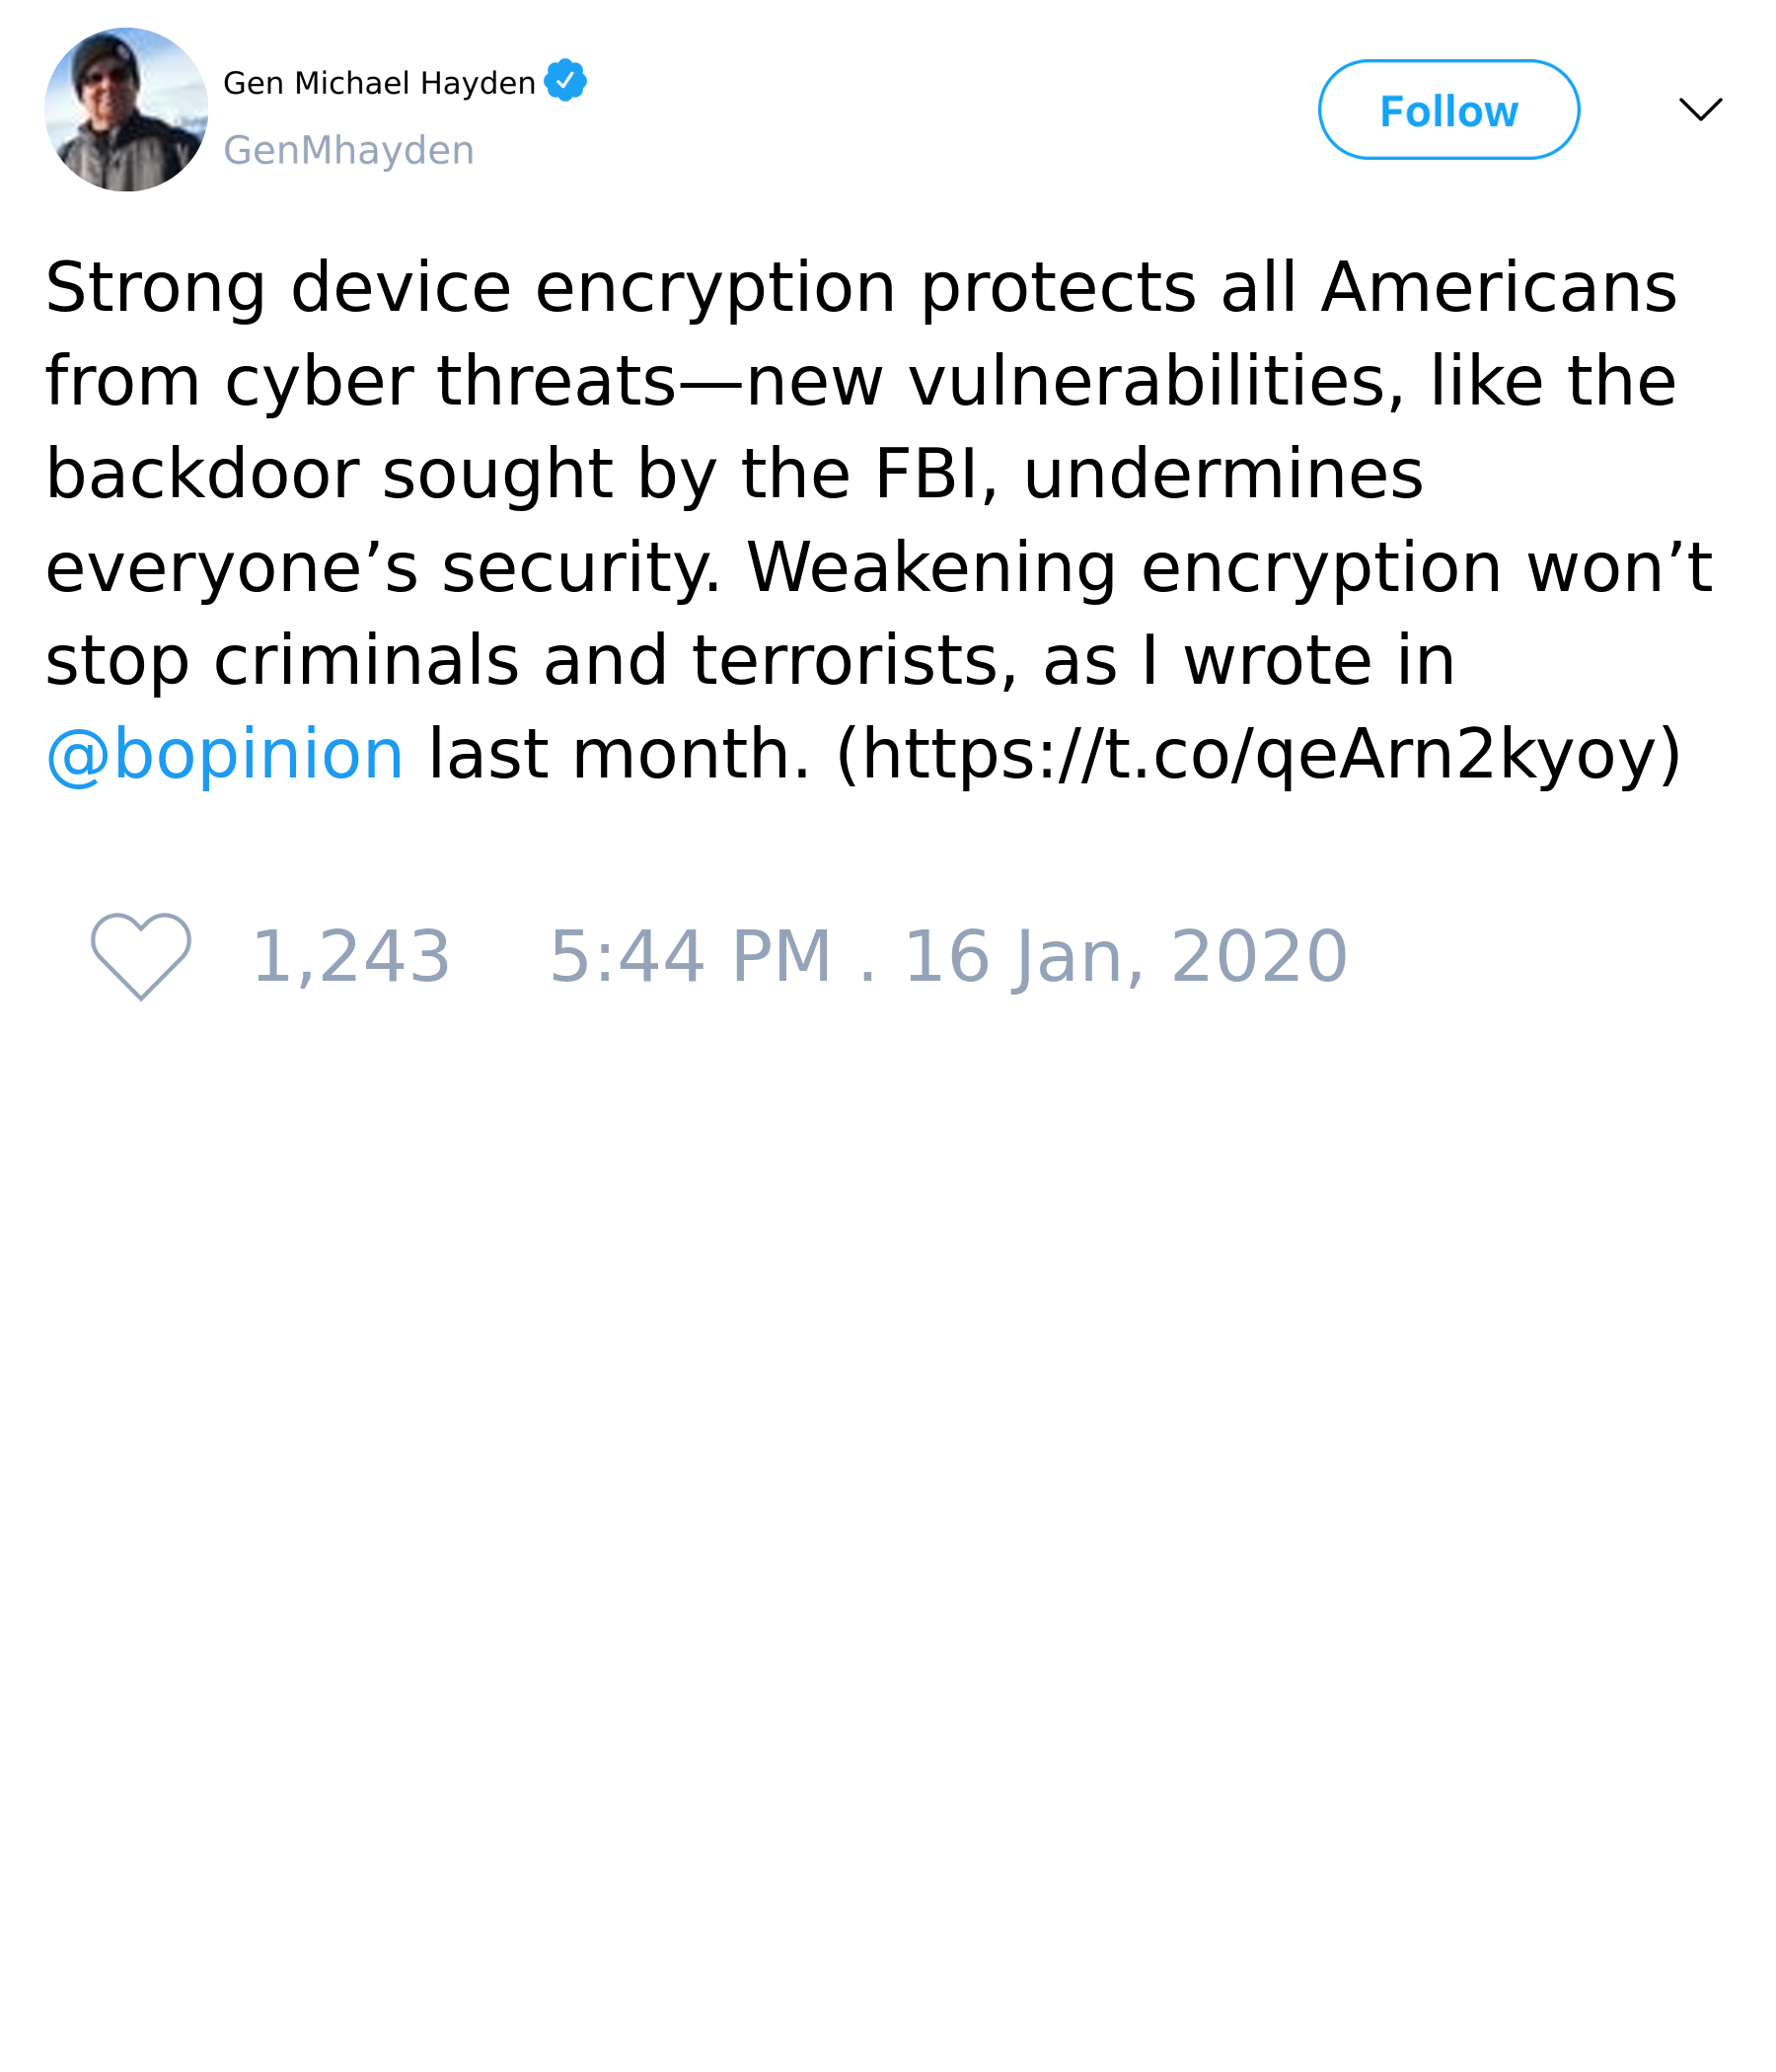 Gen Michael Hayden
GenMhayden
Follow
Strong device encryption protects all Americans
from cyber threats—new vulnerabilities, like the
backdoor sought by the FBI, undermines
everyone’s security. Weakening encryption won’t
stop criminals and terrorists, as I wrote in
@bopinion last month. (https://t.co/qeArn2kyoy)
1,243 5:44 PM . 16 Jan, 2020